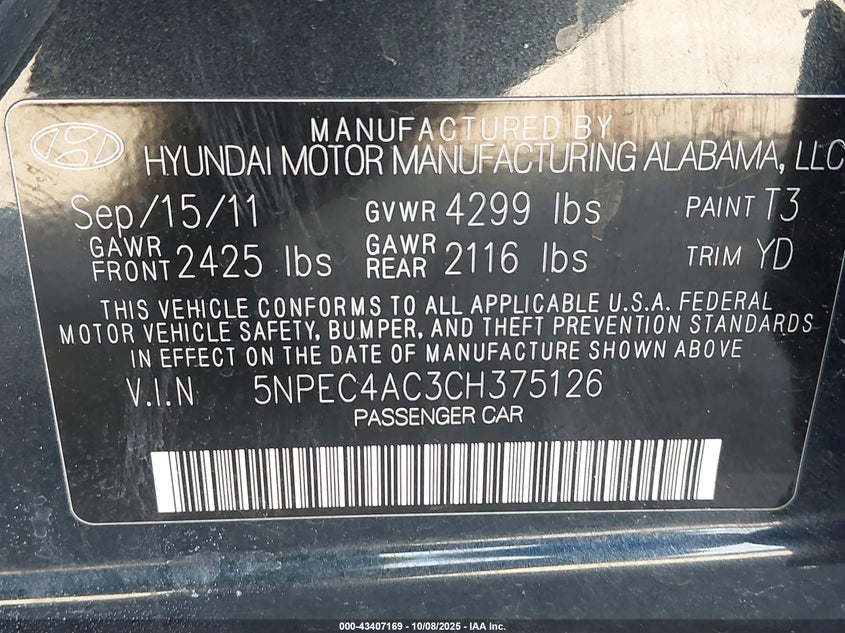 MANUFACTURED BY
HYUNDAI MOTOR MANUFACTURING ALABAMA, LLC
Sep/15/11 GVWR 4299 lbs PAINT T3
GAWR FRONT 2425 lbs GAWR REAR 2116 lbs TRIM YD
THIS VEHICLE CONFORMS TO ALL APPLICABLE U.S.A. FEDERAL
MOTOR VEHICLE SAFETY, BUMPER, AND THEFT PREVENTION STANDARDS
IN EFFECT ON THE DATE OF MANUFACTURE SHOWN ABOVE
V.I.N 5NPEC4AC3CH375126
PASSENGER CAR
000-43407169 - 10/08/2025 - IAA Inc.